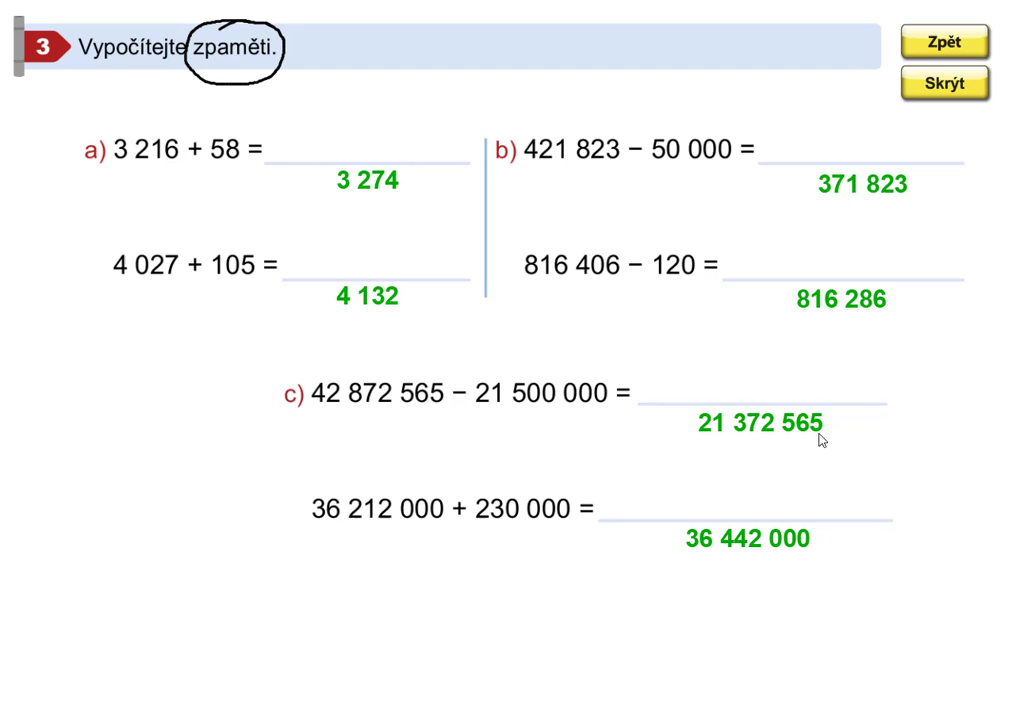 3 Vypočítejte zpaměti.
Zpět
Skrýt
a) 3 216 + 58 =
3 274
4 027 + 105 =
4 132
b) 421 823 − 50 000 =
371 823
816 406 − 120 =
816 286
c) 42 872 565 − 21 500 000 =
21 372 565
36 212 000 + 230 000 =
36 442 000